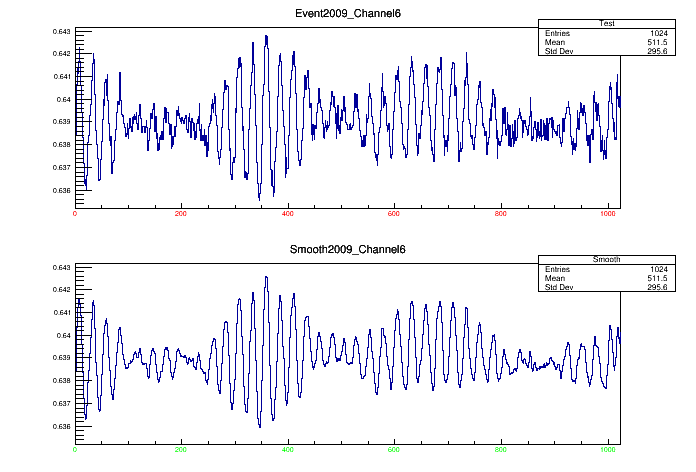 Event2009_Channel6
Test
Entries 1024
Mean 511.5
Std Dev 295.6
0.643
0.642
0.641
0.64
0.639
0.638
0.637
0.636
0 200 400 600 800 1000
Smooth2009_Channel6
Smooth
Entries 1024
Mean 511.5
Std Dev 295.6
0.643
0.642
0.641
0.64
0.639
0.638
0.637
0.636
0.635
0 200 400 600 800 1000